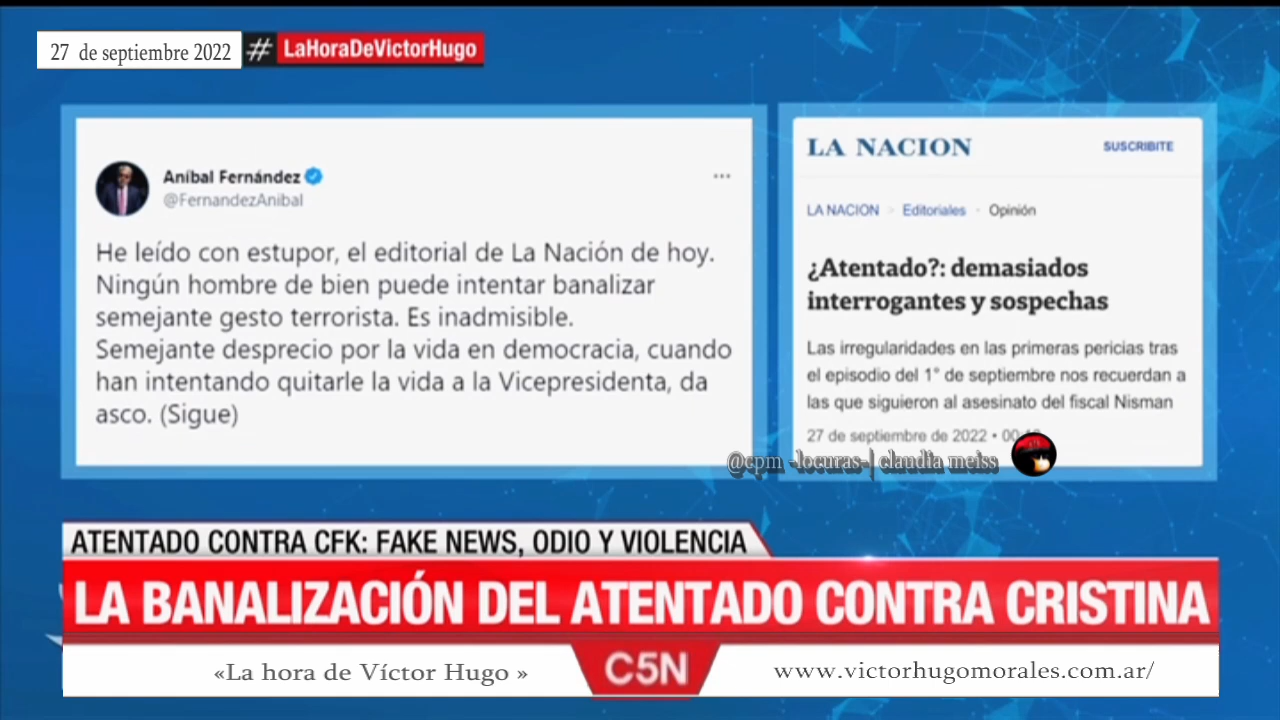 27 de septiembre 2022
# LaHoraDeVictorHugo
Aníbal Fernández
@FernandezAnibal
He leído con estupor, el editorial de La Nación de hoy.
Ningún hombre de bien puede intentar banalizar
semejante gesto terrorista. Es inadmisible.
Semejante desprecio por la vida en democracia, cuando
han intentando quitarle la vida a la Vicepresidenta, da
asco. (Sigue)
LA NACION SUSCRIBITE
LA NACION > Editoriales · Opinión
¿Atentado?: demasiados
interrogantes y sospechas
Las irregularidades en las primeras pericias tras
el episodio del 1° de septiembre nos recuerdan a
las que siguieron al asesinato del fiscal Nisman
27 de septiembre de 2022 •
@cpm -locuras-| claudia meiss
ATENTADO CONTRA CFK: FAKE NEWS, ODIO Y VIOLENCIA
LA BANALIZACIÓN DEL ATENTADO CONTRA CRISTINA
«La hora de Víctor Hugo »
C5N
www.victorhugomorales.com.ar/